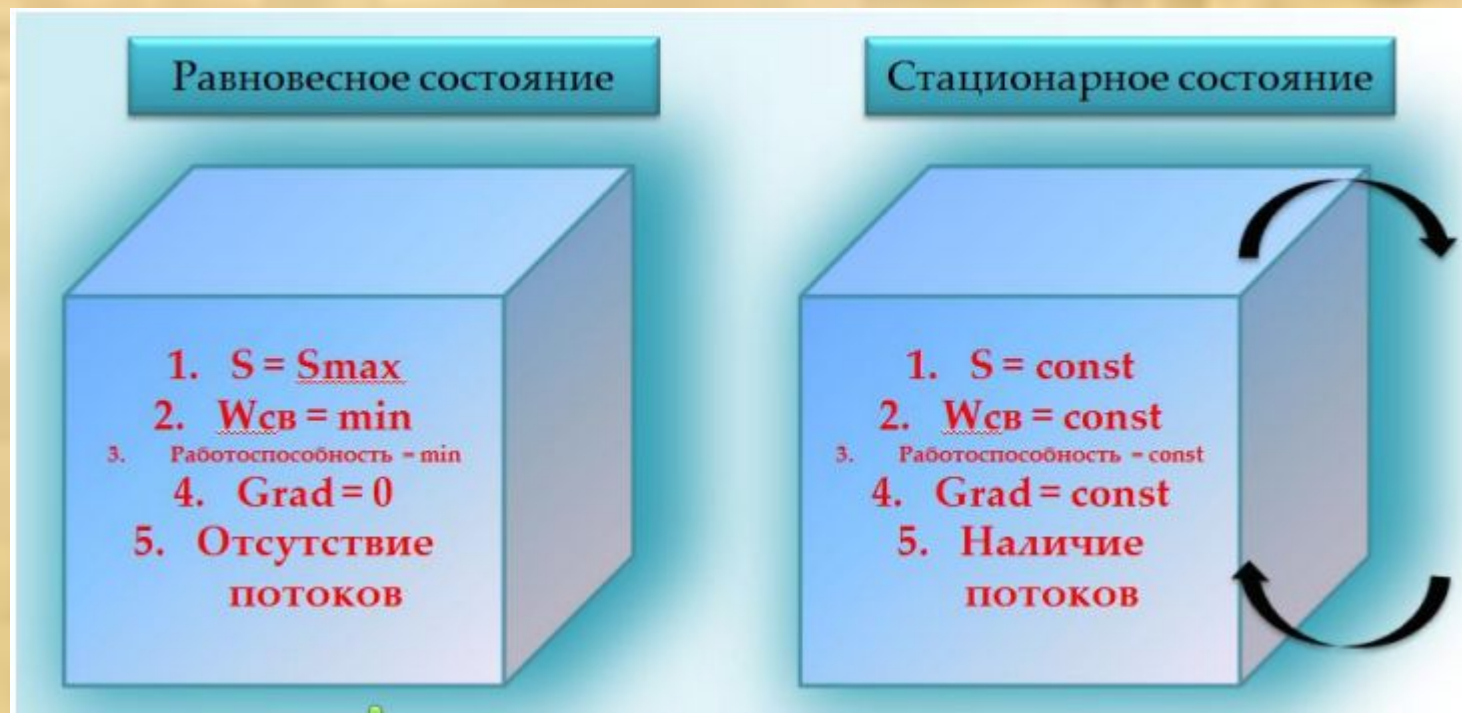 Равновесное состояние
1. S = Smax
2. Wсв = min
3. Работоспособность = min
4. Grad = 0
5. Отсутствие
потоков
Стационарное состояние
1. S = const
2. Wсв = const
3. Работоспособность = const
4. Grad = const
5. Наличие
потоков